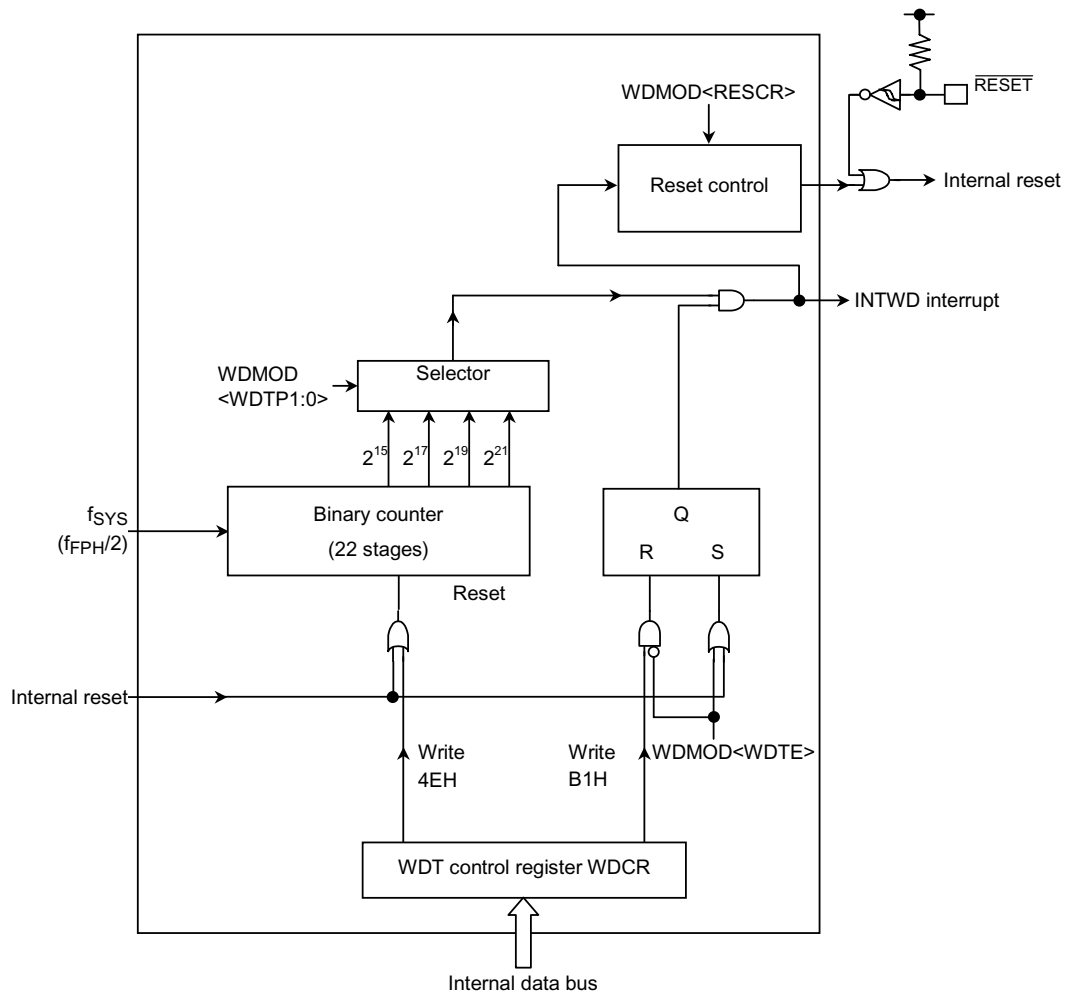 RESET
WDMOD<RESCR>
Reset control
Internal reset
INTWD interrupt
WDMOD
<WDTP1:0>
Selector
2^15 2^17 2^19 2^21
fSYS
(fFPH/2)
Binary counter
(22 stages)
Reset
Q
R S
Internal reset
Write
4EH
Write
B1H
WDMOD<WDTE>
WDT control register WDCR
Internal data bus